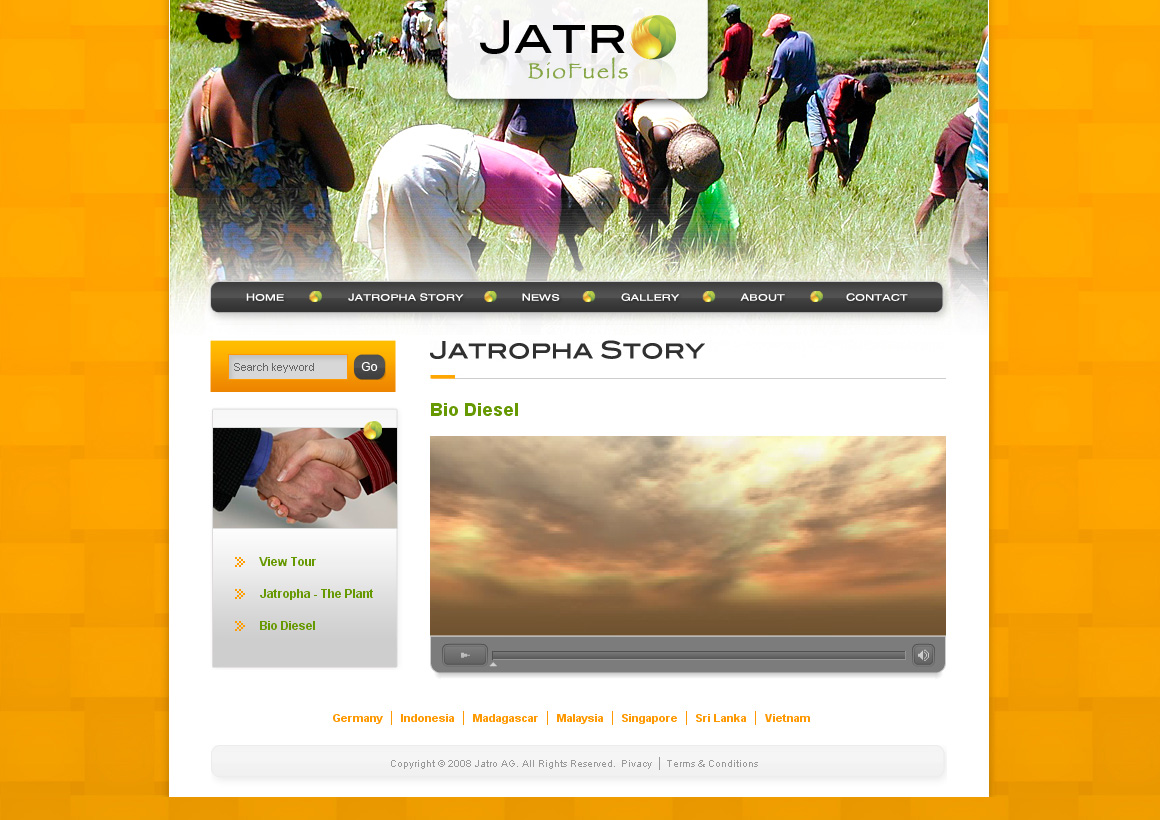 JATRO
BioFuels
HOME JATROPHA STORY NEWS GALLERY ABOUT CONTACT
Search keyword Go
JATROPHA STORY
Bio Diesel
View Tour
Jatropha - The Plant
Bio Diesel
Germany | Indonesia | Madagascar | Malaysia | Singapore | Sri Lanka | Vietnam
Copyright © 2008 Jatro AG. All Rights Reserved. Pivacy | Terms & Conditions